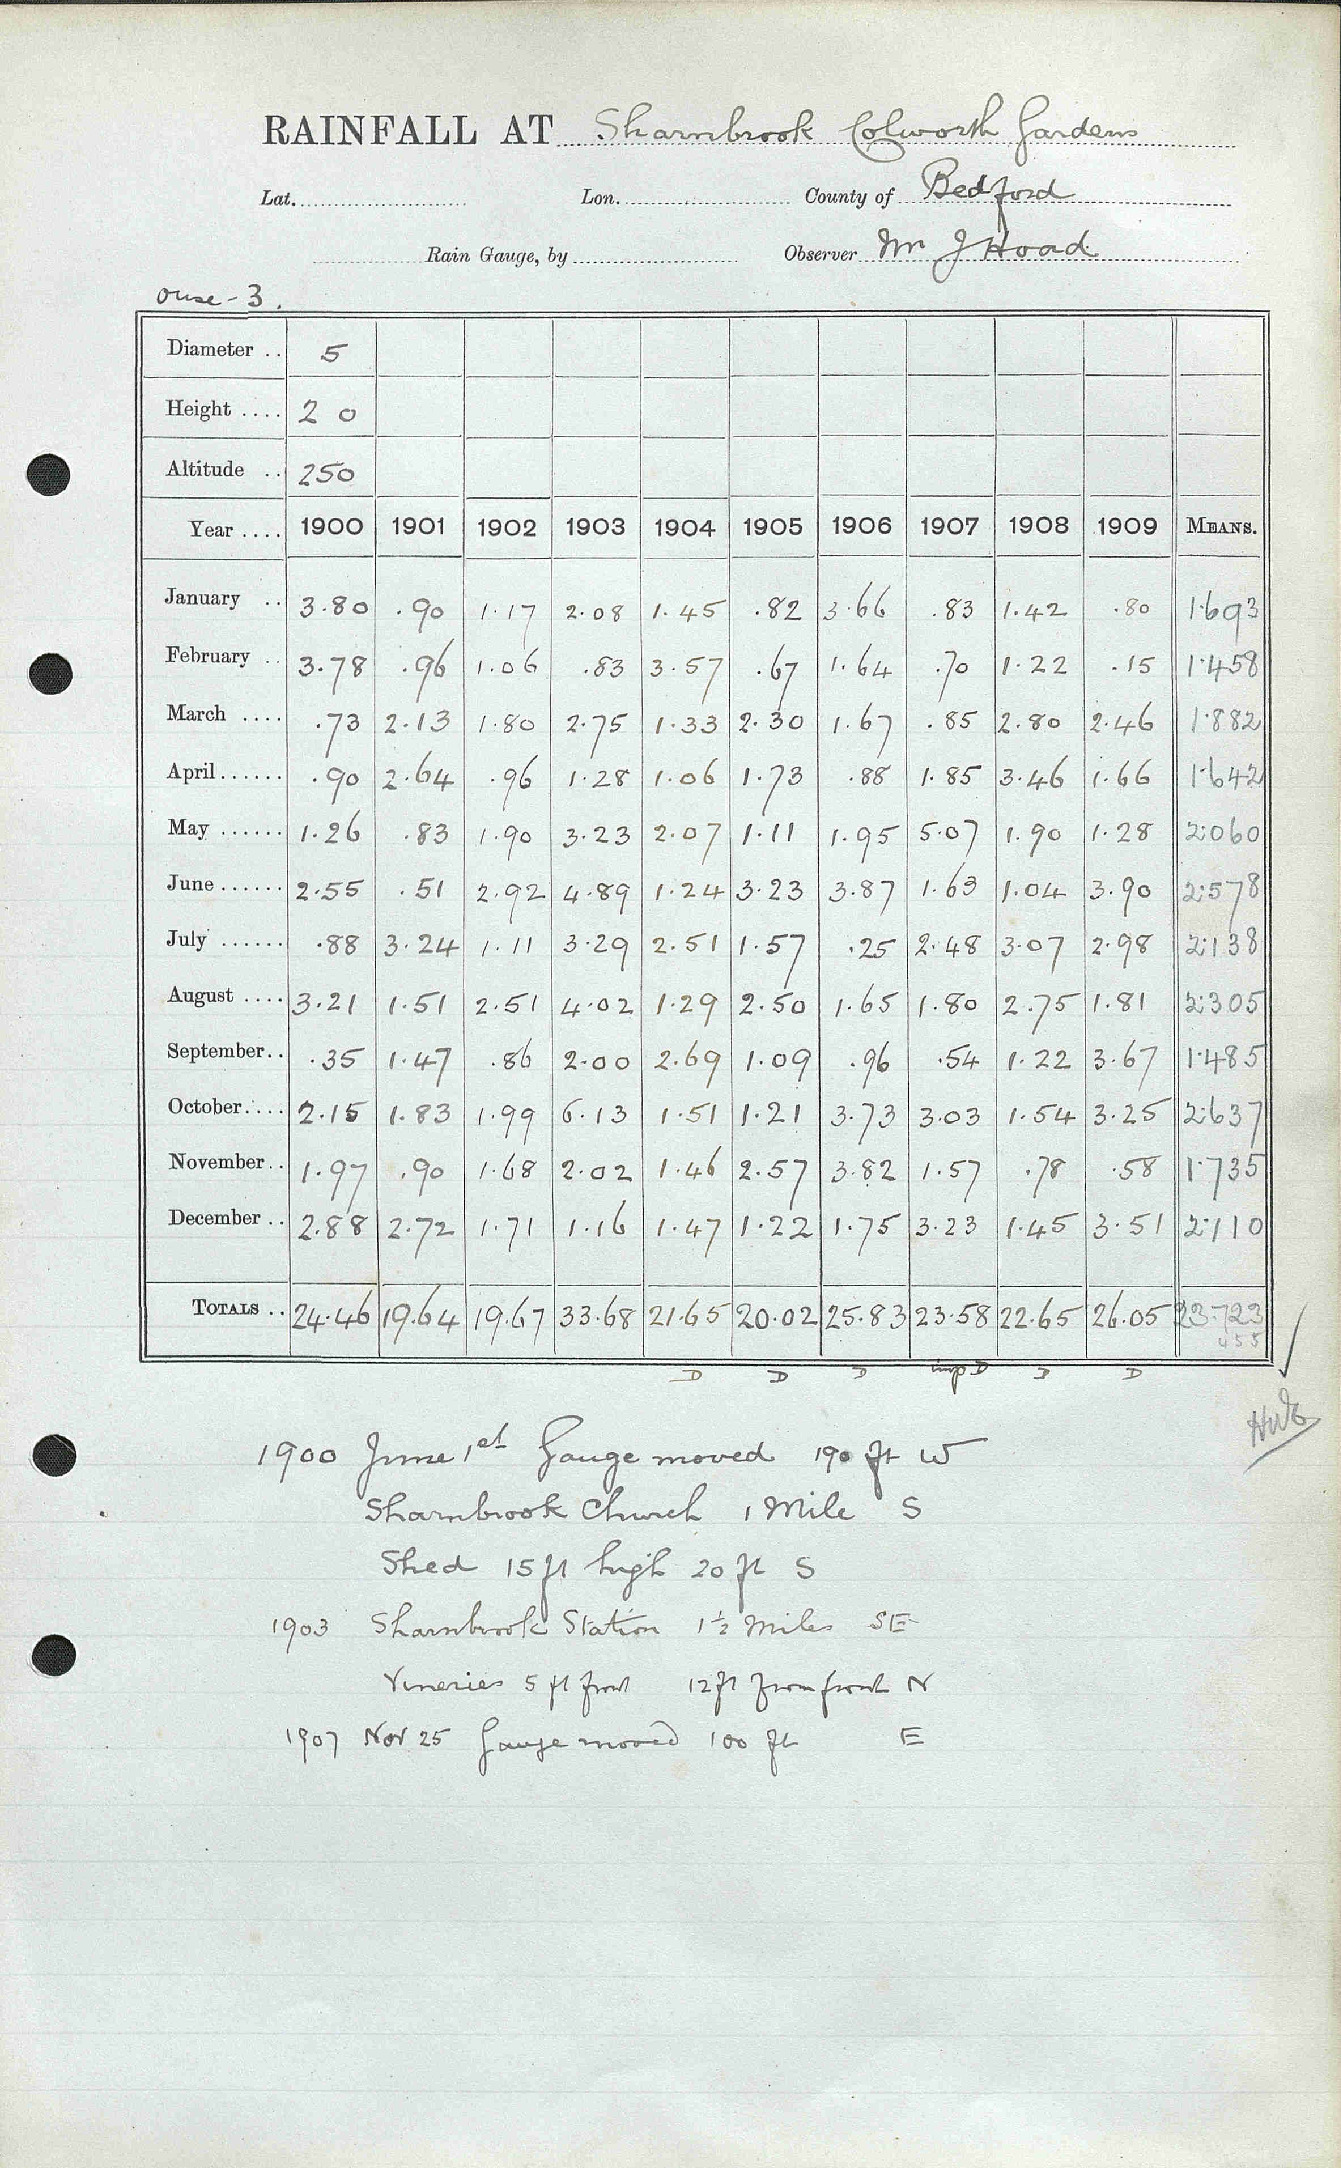 RAINFALL AT Sharnbrook Colworth Gardens
Lat. Lon. County of Bedford
Rain Gauge, by Observer Mr J Hoad
Ouse - 3.
Diameter .. 5
Height .... 2 0
Altitude .. 250
Year .... 1900 1901 1902 1903 1904 1905 1906 1907 1908 1909 MEANS.
January .. 3.80 .90 1.17 2.08 1.45 .82 3.66 .83 1.42 .80 1.693
February .. 3.78 .96 1.06 .83 3.57 .67 1.64 .70 1.22 .15 1.458
March .... .73 2.13 1.80 2.75 1.33 2.30 1.67 .85 2.80 2.46 1.882
April ...... .90 2.64 .96 1.28 1.06 1.73 .88 1.85 3.46 1.66 1.642
May ...... 1.26 .83 1.90 3.23 2.07 1.11 1.95 5.07 1.90 1.28 2.060
June ...... 2.55 .51 2.92 4.89 1.24 3.23 3.87 1.63 1.04 3.90 2.578
July ...... .88 3.24 1.11 3.29 2.51 1.57 .25 2.48 3.07 2.98 2.138
August .... 3.21 1.51 2.51 4.02 1.29 2.50 1.65 1.80 2.75 1.81 2.305
September.. .35 1.47 .86 2.00 2.69 1.09 .96 .54 1.22 3.67 1.485
October.... 2.15 1.83 1.99 6.13 1.51 1.21 3.73 3.03 1.54 3.25 2.637
November.. 1.97 .90 1.68 2.02 1.46 2.57 3.82 1.57 .78 .58 1.735
December .. 2.88 2.72 1.71 1.16 1.47 1.22 1.75 3.23 1.45 3.51 2.110
TOTALS .. 24.46 19.64 19.67 33.68 21.65 20.02 25.83 23.58 22.65 26.05 23.723
455
D D D imp D D D
1900 June 1st Gauge moved 190 ft W
Sharnbrook Church 1 Mile S
Shed 15 ft high 20 ft S
1903 Sharnbrook Station 1½ Miles SE
Vineries 5 ft front 12 ft from front N
1907 Nov 25 Gauge moved 100 ft E